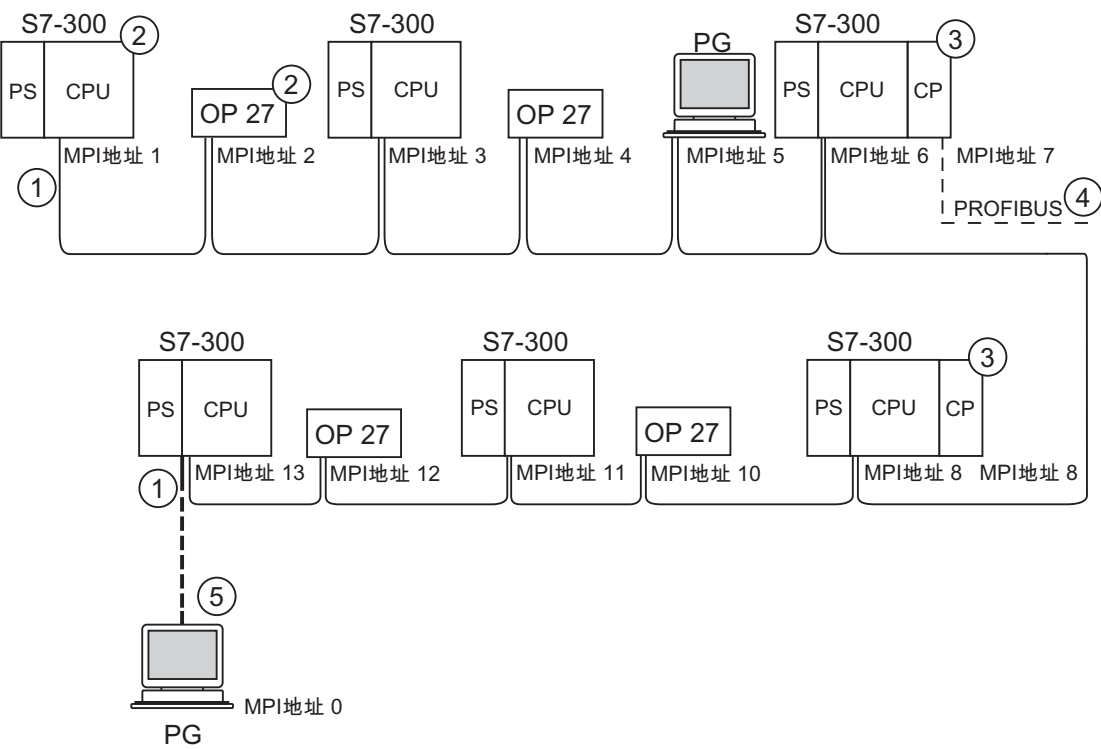 S7-300
S7-300
PG
S7-300
2
3
PS
CPU
2
OP 27
PS
CPU
OP 27
PS
CPU
CP
MPI地址 1
MPI地址 2
MPI地址 3
MPI地址 4
MPI地址 5
MPI地址 6
MPI地址 7
1
PROFIBUS
4
S7-300
S7-300
S7-300
3
PS
CPU
OP 27
PS
CPU
OP 27
PS
CPU
CP
MPI地址 13
MPI地址 12
MPI地址 11
MPI地址 10
MPI地址 8
MPI地址 8
1
5
MPI地址 0
PG